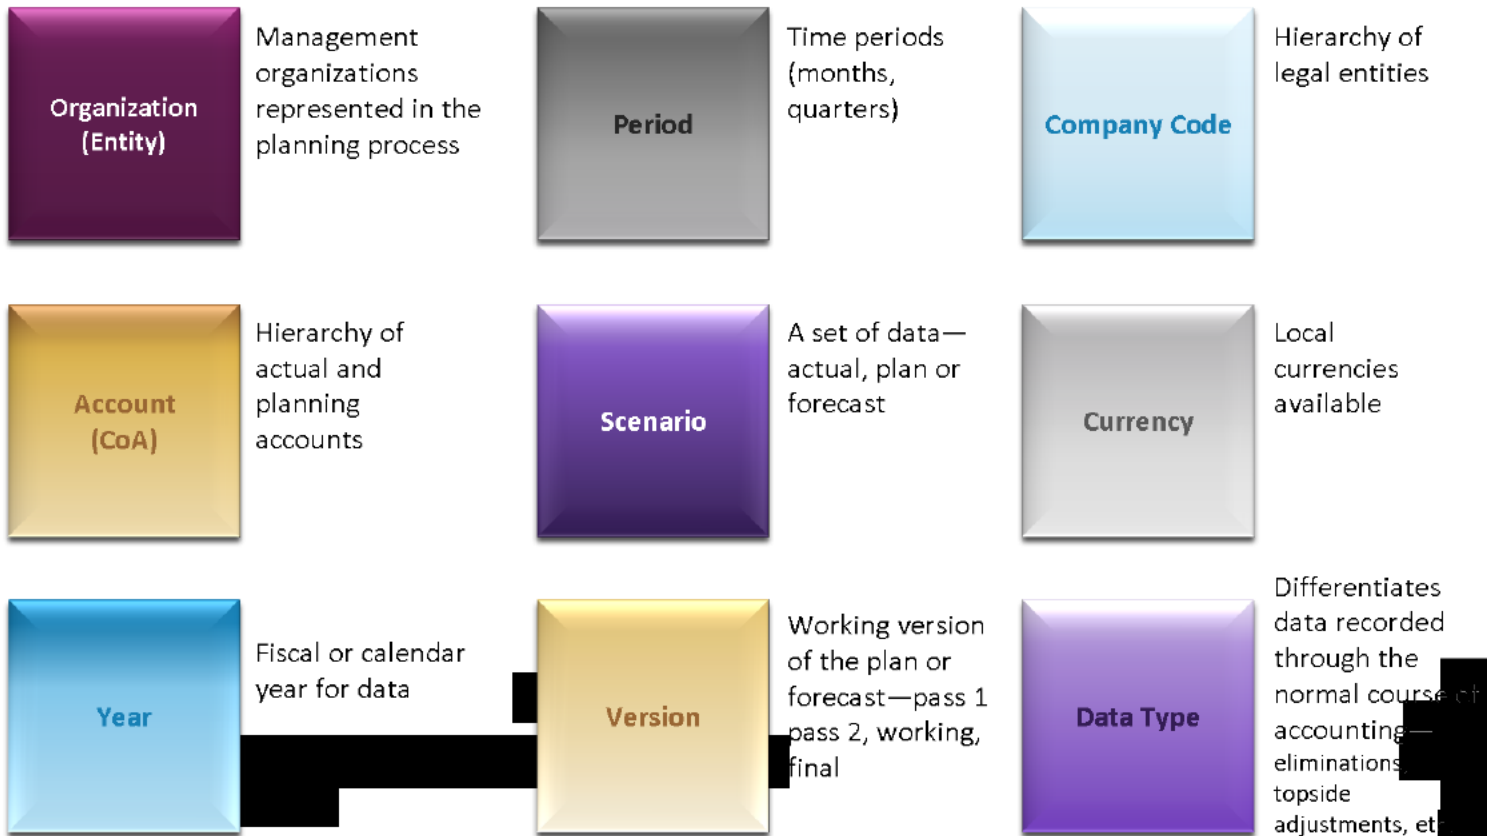 Organization
(Entity)
Management
organizations
represented in the
planning process
Period
Time periods
(months,
quarters)
Company Code
Hierarchy of
legal entities
Account
(CoA)
Hierarchy of
actual and
planning
accounts
Scenario
A set of data—
actual, plan or
forecast
Currency
Local
currencies
available
Year
Fiscal or calendar
year for data
Version
Working version
of the plan or
forecast—pass 1
pass 2, working,
final
Data Type
Differentiates
data recorded
through the
normal course of
accounting—
eliminations,
topside
adjustments, etc